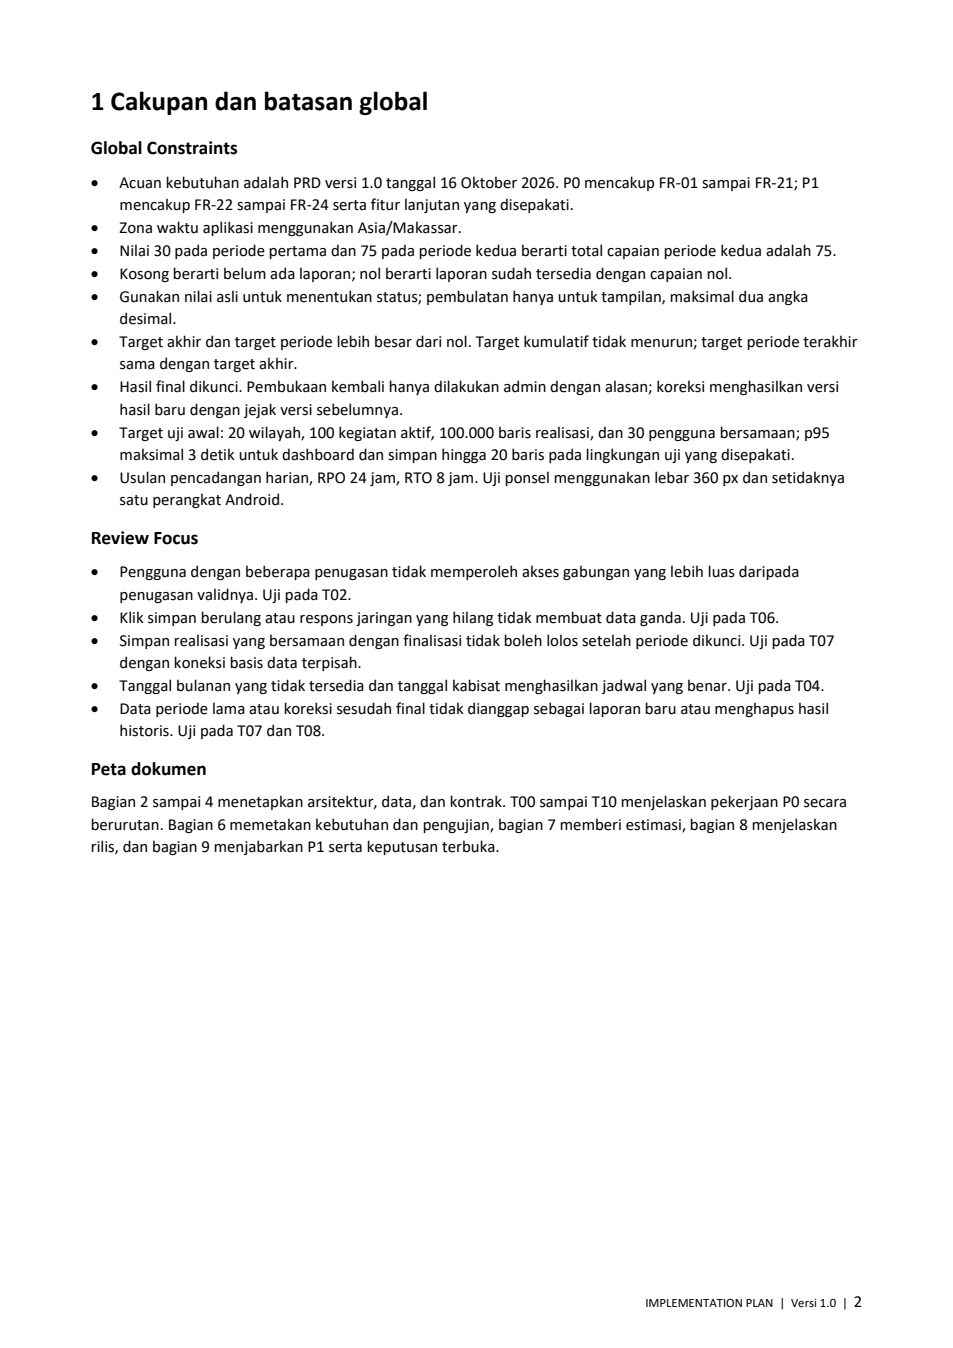 1 Cakupan dan batasan global
Global Constraints
• Acuan kebutuhan adalah PRD versi 1.0 tanggal 16 Oktober 2026. P0 mencakup FR-01 sampai FR-21; P1
mencakup FR-22 sampai FR-24 serta fitur lanjutan yang disepakati.
• Zona waktu aplikasi menggunakan Asia/Makassar.
• Nilai 30 pada periode pertama dan 75 pada periode kedua berarti total capaian periode kedua adalah 75.
• Kosong berarti belum ada laporan; nol berarti laporan sudah tersedia dengan capaian nol.
• Gunakan nilai asli untuk menentukan status; pembulatan hanya untuk tampilan, maksimal dua angka
desimal.
• Target akhir dan target periode lebih besar dari nol. Target kumulatif tidak menurun; target periode terakhir
sama dengan target akhir.
• Hasil final dikunci. Pembukaan kembali hanya dilakukan admin dengan alasan; koreksi menghasilkan versi
hasil baru dengan jejak versi sebelumnya.
• Target uji awal: 20 wilayah, 100 kegiatan aktif, 100.000 baris realisasi, dan 30 pengguna bersamaan; p95
maksimal 3 detik untuk dashboard dan simpan hingga 20 baris pada lingkungan uji yang disepakati.
• Usulan pencadangan harian, RPO 24 jam, RTO 8 jam. Uji ponsel menggunakan lebar 360 px dan setidaknya
satu perangkat Android.
Review Focus
• Pengguna dengan beberapa penugasan tidak memperoleh akses gabungan yang lebih luas daripada
penugasan validnya. Uji pada T02.
• Klik simpan berulang atau respons jaringan yang hilang tidak membuat data ganda. Uji pada T06.
• Simpan realisasi yang bersamaan dengan finalisasi tidak boleh lolos setelah periode dikunci. Uji pada T07
dengan koneksi basis data terpisah.
• Tanggal bulanan yang tidak tersedia dan tanggal kabisat menghasilkan jadwal yang benar. Uji pada T04.
• Data periode lama atau koreksi sesudah final tidak dianggap sebagai laporan baru atau menghapus hasil
historis. Uji pada T07 dan T08.
Peta dokumen
Bagian 2 sampai 4 menetapkan arsitektur, data, dan kontrak. T00 sampai T10 menjelaskan pekerjaan P0 secara
berurutan. Bagian 6 memetakan kebutuhan dan pengujian, bagian 7 memberi estimasi, bagian 8 menjelaskan
rilis, dan bagian 9 menjabarkan P1 serta keputusan terbuka.
IMPLEMENTATION PLAN | Versi 1.0 | 2